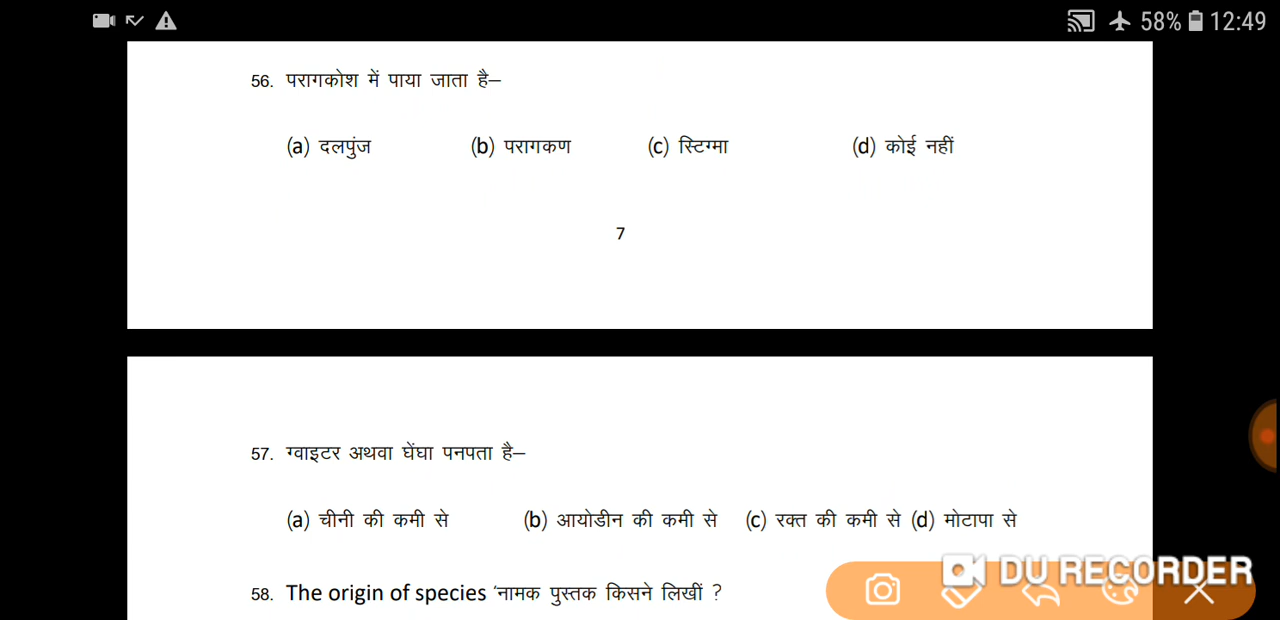 58% 12:49
56. परागकोश में पाया जाता है–
(a) दलपुंज (b) परागकण (c) स्टिग्मा (d) कोई नहीं
7
57. ग्वाइटर अथवा घेंघा पनपता है–
(a) चीनी की कमी से (b) आयोडीन की कमी से (c) रक्त की कमी से (d) मोटापा से
DU RECORDER
58. The origin of species ‘नामक पुस्तक किसने लिखीं ?